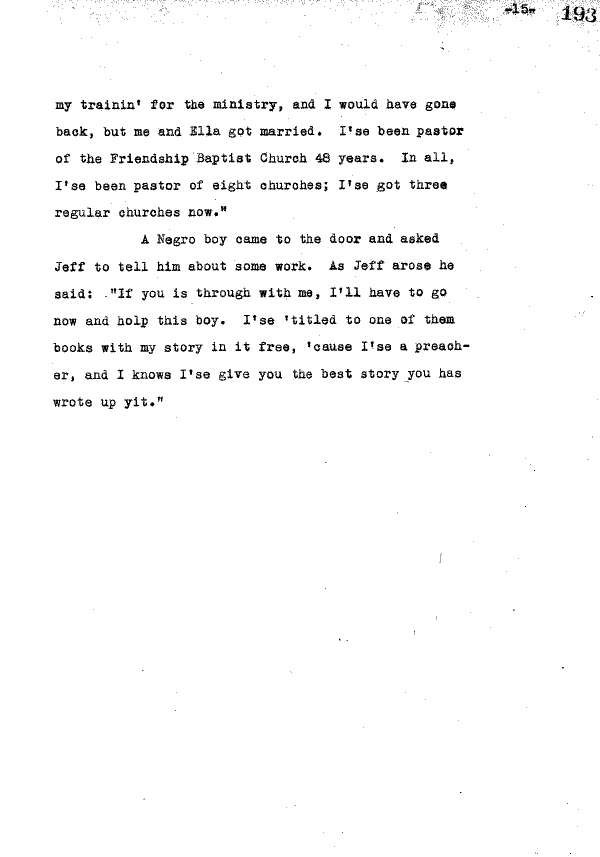 -15- 193
my trainin' for the ministry, and I would have gone
back, but me and Ella got married. I'se been pastor
of the Friendship Baptist Church 48 years. In all,
I'se been pastor of eight churches; I'se got three
regular churches now."
A Negro boy came to the door and asked
Jeff to tell him about some work. As Jeff arose he
said: "If you is through with me, I'll have to go
now and holp this boy. I'se 'titled to one of them
books with my story in it free, 'cause I'se a preach-
er, and I knows I'se give you the best story you has
wrote up yit."